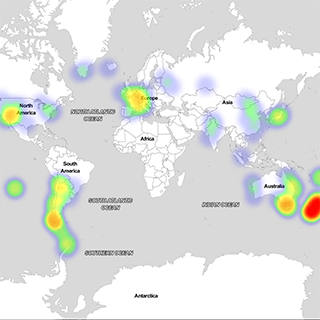 North
America
Europe
Asia
NORTH ATLANTIC
OCEAN
Africa
South
America
Australia
SOUTH ATLANTIC
OCEAN
INDIAN OCEAN
SOUTHERN OCEAN
Antarctica